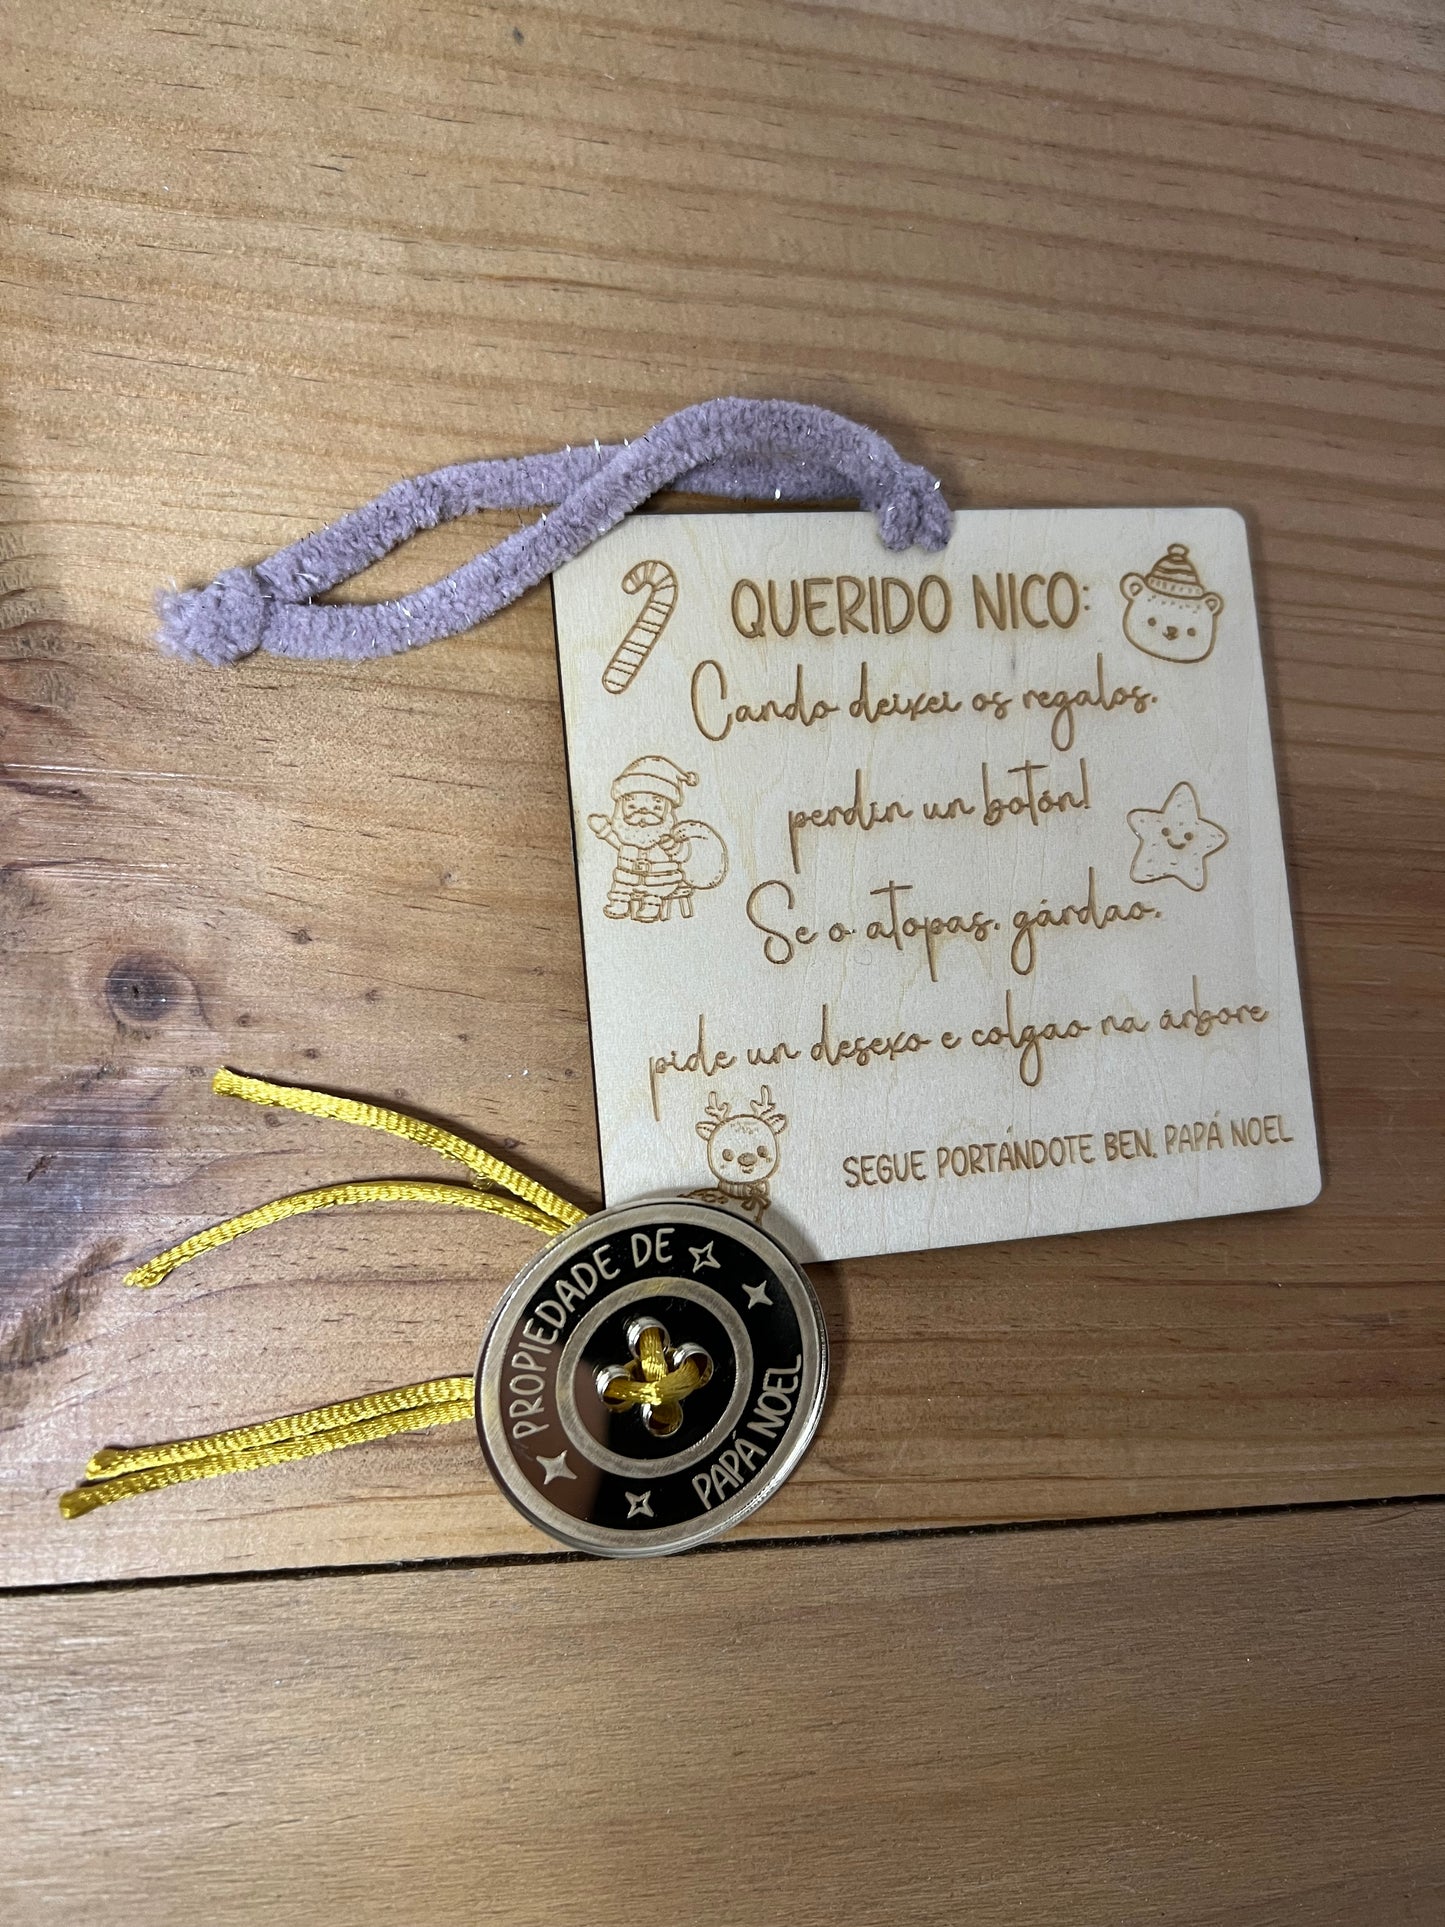 QUERIDO NICO:
Cando deixei os regalos,
perdín un botón!
Se o atopas, gárdao,
pide un desexo e colgao na árbore
SEGUE PORTÁNDOTE BEN, PAPÁ NOEL
PROPIEDADE DE
PAPÁ NOEL